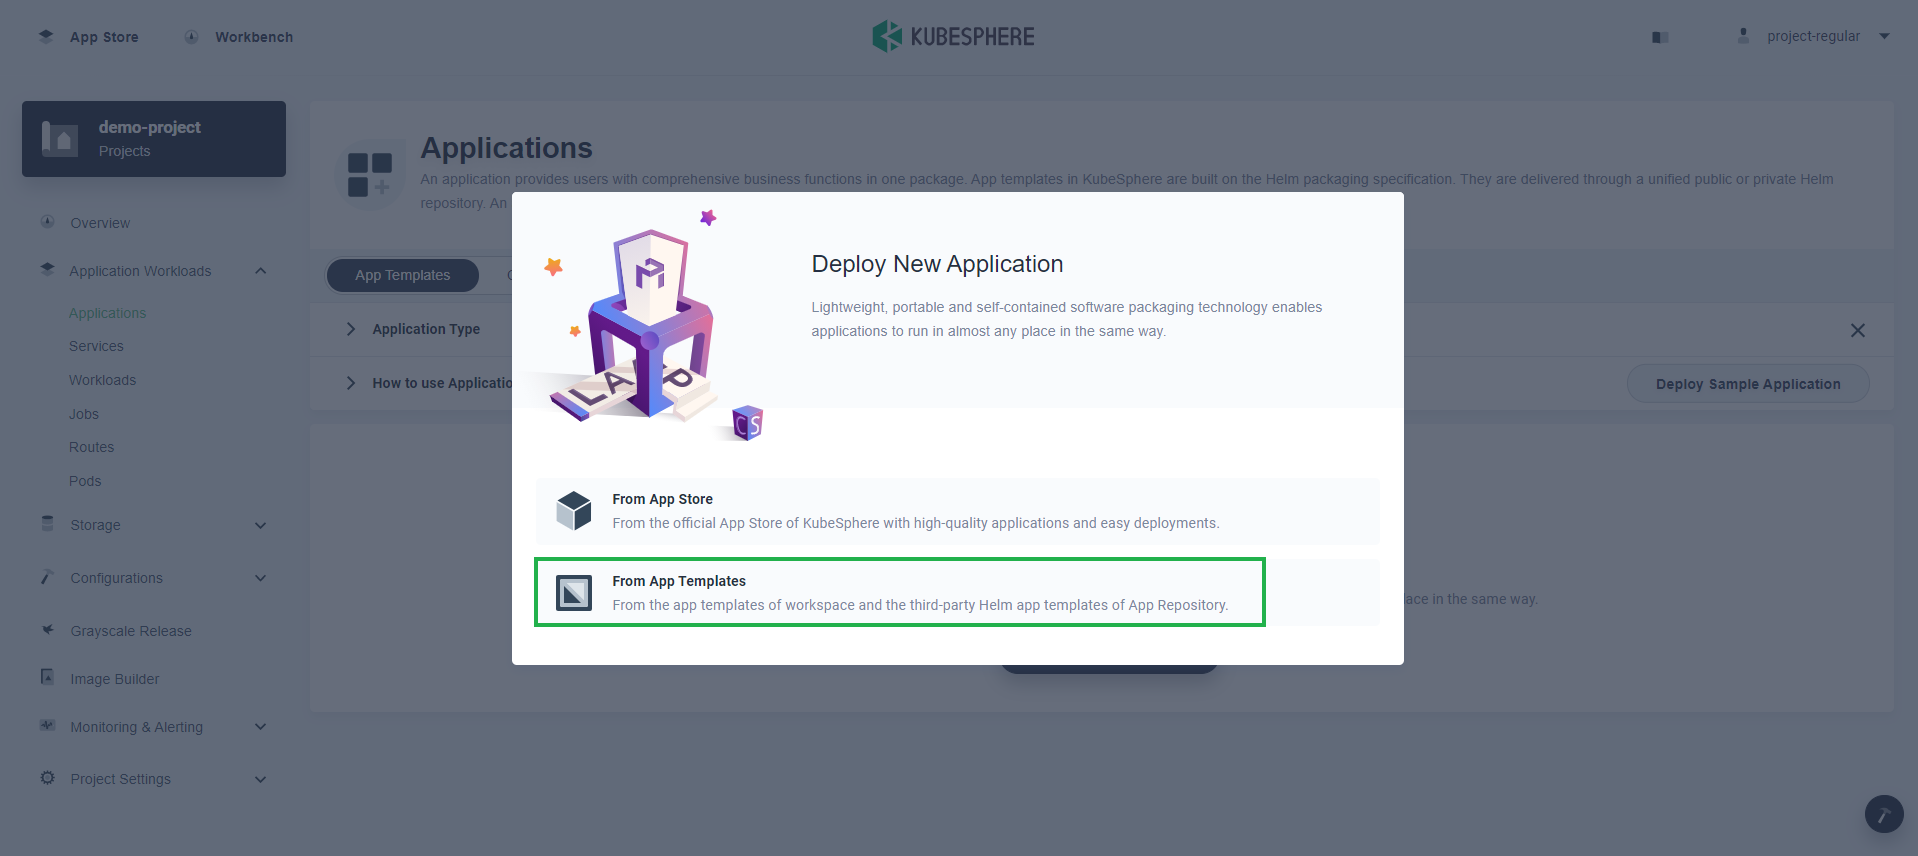 App Store
Workbench
KUBESPHERE
project-regular
demo-project
Projects
Overview
Application Workloads
Applications
Services
Workloads
Jobs
Routes
Pods
Storage
Configurations
Grayscale Release
Image Builder
Monitoring & Alerting
Project Settings
Applications
An application provides users with comprehensive business functions in one package. App templates in KubeSphere are built on the Helm packaging specification. They are delivered through a unified public or private Helm
repository. An
App Templates
Application Type
How to use Applicatio
Deploy Sample Application
Deploy New Application
Lightweight, portable and self-contained software packaging technology enables
applications to run in almost any place in the same way.
CS
From App Store
From the official App Store of KubeSphere with high-quality applications and easy deployments.
From App Templates
From the app templates of workspace and the third-party Helm app templates of App Repository.
lace in the same way.